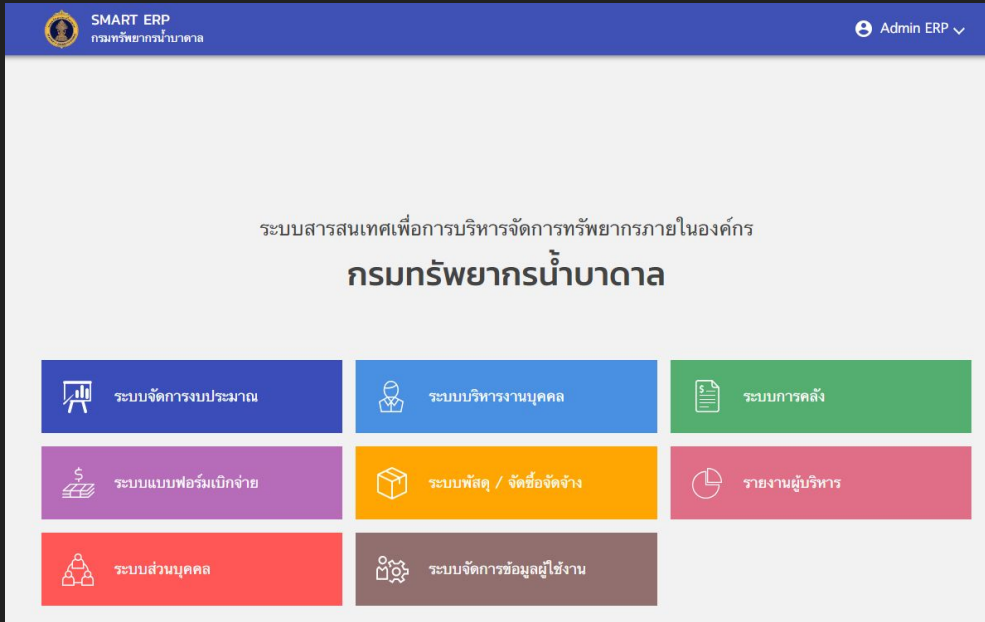 SMART ERP
กรมทรัพยากรน้ำบาดาล
Admin ERP
ระบบสารสนเทศเพื่อการบริหารจัดการทรัพยากรภายในองค์กร
กรมทรัพยากรน้ำบาดาล
ระบบจัดการงบประมาณ
ระบบบริหารงานบุคคล
ระบบการคลัง
ระบบแบบฟอร์มเบิกจ่าย
ระบบพัสดุ / จัดซื้อจัดจ้าง
รายงานผู้บริหาร
ระบบส่วนบุคคล
ระบบจัดการข้อมูลผู้ใช้งาน